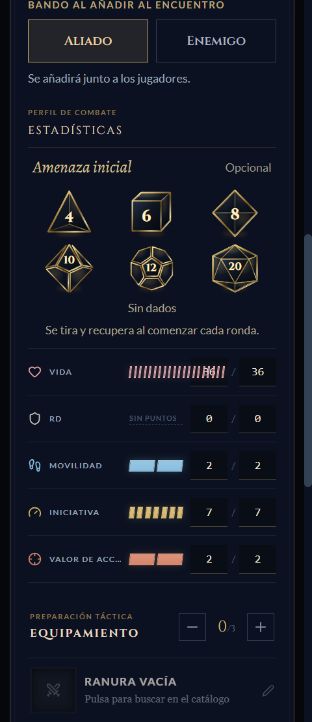 BANDO AL AÑADIR AL ENCUENTRO
ALIADO
ENEMIGO
Se añadirá junto a los jugadores.
PERFIL DE COMBATE
ESTADÍSTICAS
Amenaza inicial
Opcional
4
6
8
10
12
20
Sin dados
Se tira y recupera al comenzar cada ronda.
VIDA 36 / 36
RD SIN PUNTOS 0 / 0
MOVILIDAD 2 / 2
INICIATIVA 7 / 7
VALOR DE ACC... 2 / 2
PREPARACIÓN TÁCTICA
EQUIPAMIENTO
− 0/3 +
RANURA VACÍA
Pulsa para buscar en el catálogo